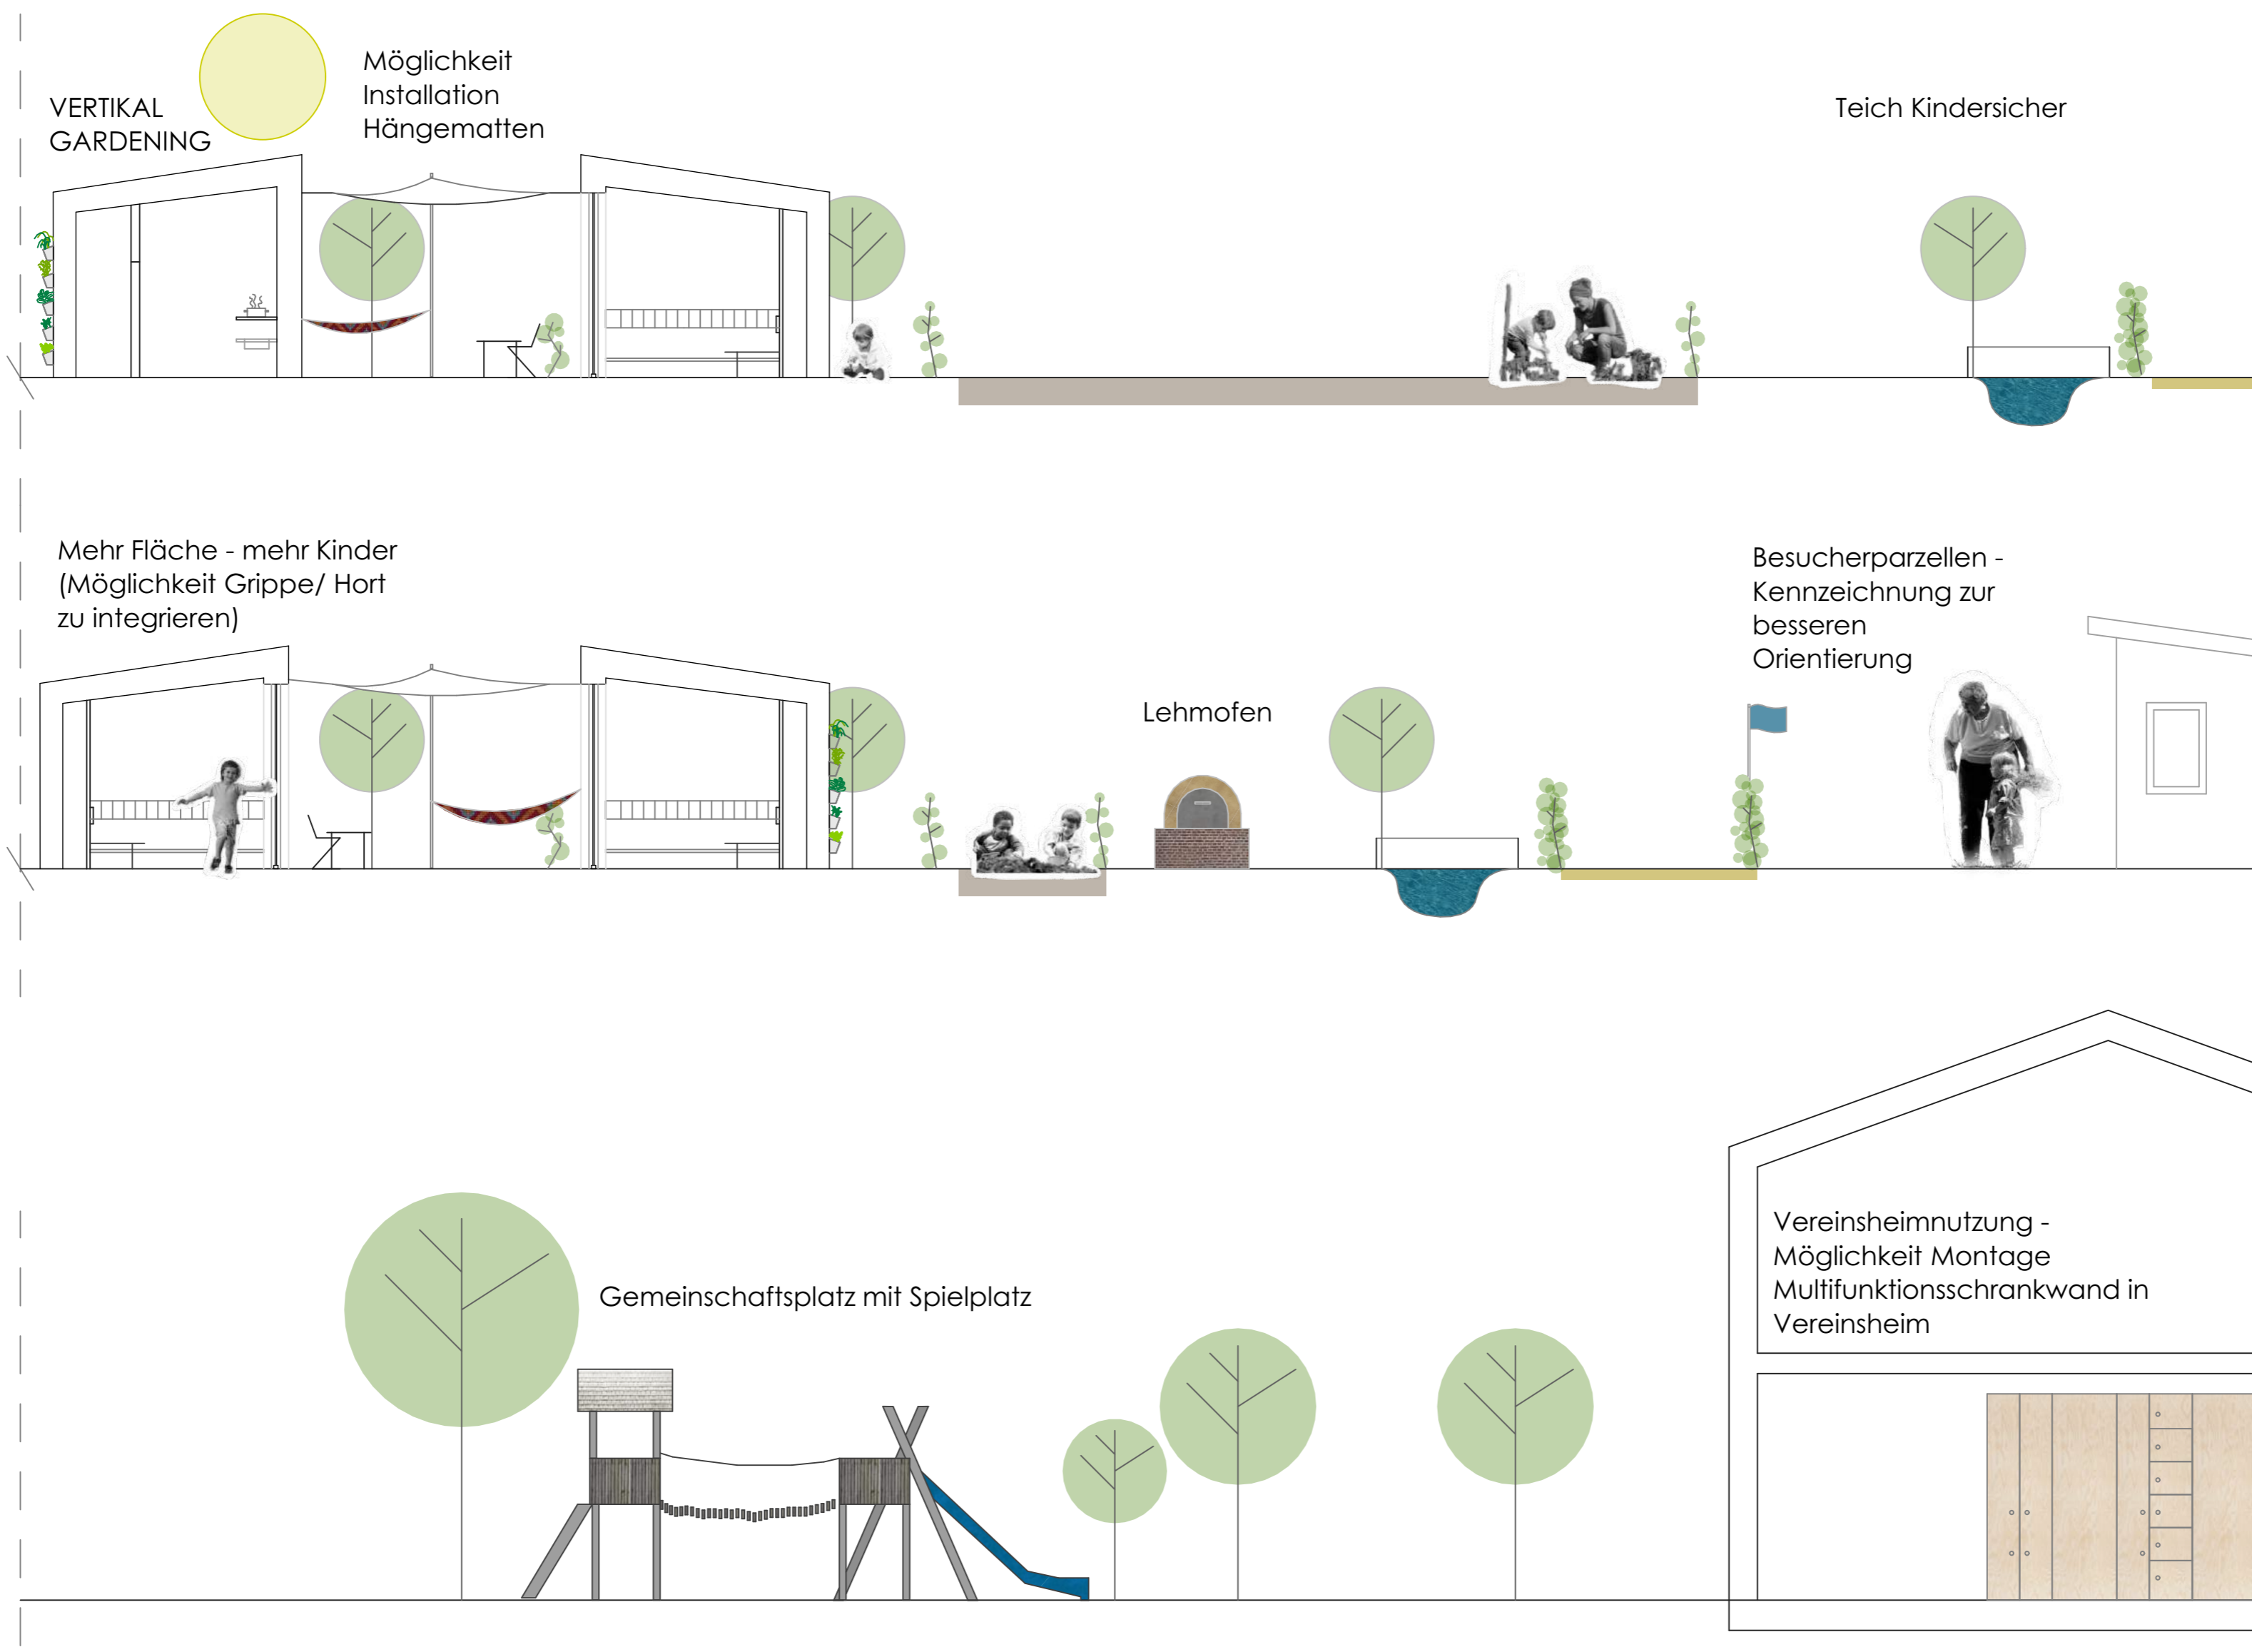 VERTIKAL
GARDENING
Möglichkeit
Installation
Hängematten
Teich Kindersicher
Mehr Fläche - mehr Kinder
(Möglichkeit Grippe/ Hort
zu integrieren)
Lehmofen
Besucherparzellen -
Kennzeichnung zur
besseren
Orientierung
Gemeinschaftsplatz mit Spielplatz
Vereinsheimnutzung -
Möglichkeit Montage
Multifunktionsschrankwand in
Vereinsheim